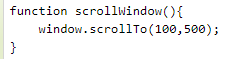 function scrollWindow(){
    window.scrollTo(100,500);
}